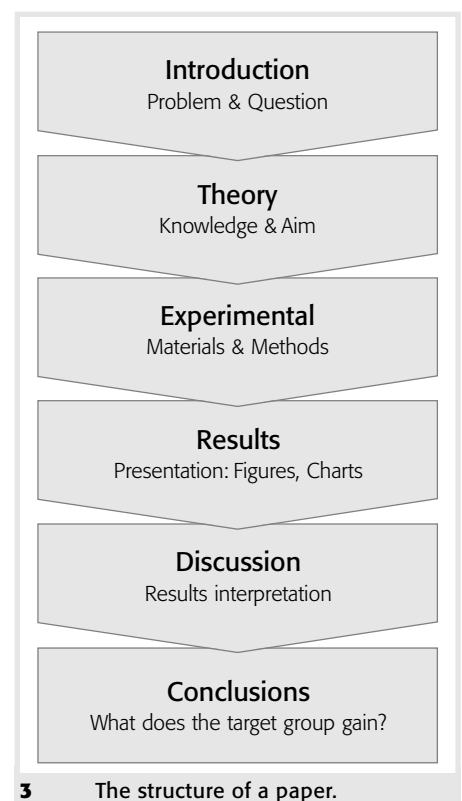 Introduction
Problem & Question
Theory
Knowledge & Aim
Experimental
Materials & Methods
Results
Presentation: Figures, Charts
Discussion
Results interpretation
Conclusions
What does the target group gain?
3 The structure of a paper.